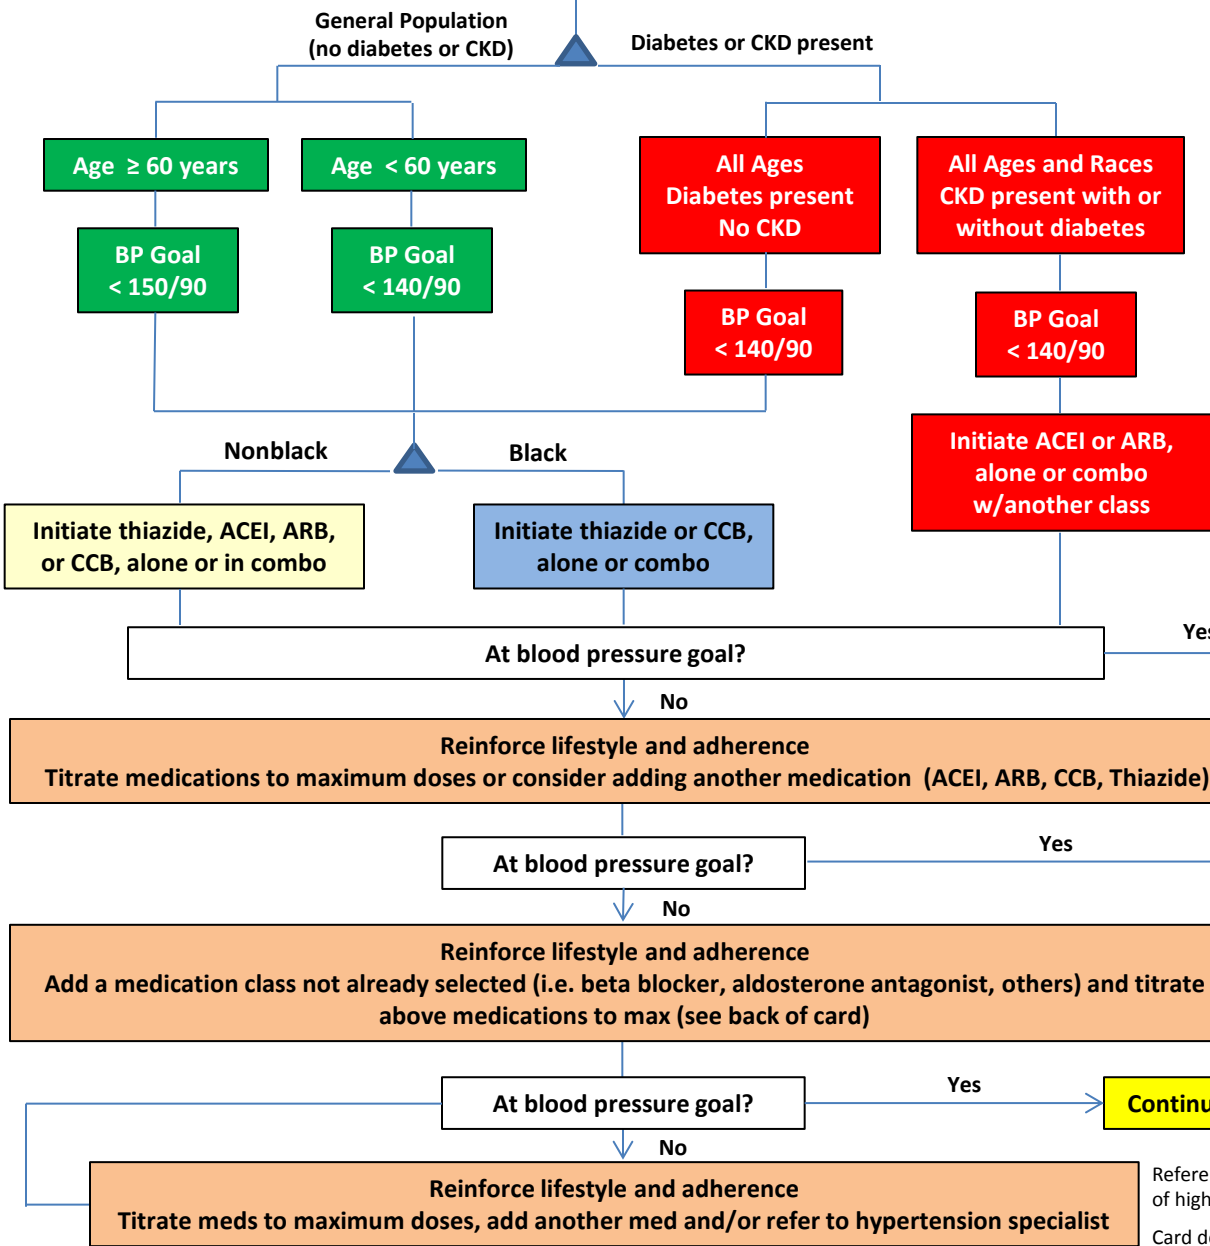 General Population
(no diabetes or CKD)
Diabetes or CKD present
Age ≥ 60 years
Age < 60 years
All Ages
Diabetes present
No CKD
All Ages and Races
CKD present with or
without diabetes
BP Goal
< 150/90
BP Goal
< 140/90
BP Goal
< 140/90
BP Goal
< 140/90
Initiate ACEI or ARB,
alone or combo
w/another class
Nonblack
Black
Initiate thiazide, ACEI, ARB,
or CCB, alone or in combo
Initiate thiazide or CCB,
alone or combo
At blood pressure goal?
Yes
No
Reinforce lifestyle and adherence
Titrate medications to maximum doses or consider adding another medication (ACEI, ARB, CCB, Thiazide)
At blood pressure goal?
Yes
No
Reinforce lifestyle and adherence
Add a medication class not already selected (i.e. beta blocker, aldosterone antagonist, others) and titrate
above medications to max (see back of card)
At blood pressure goal?
Yes
Continu
No
Reinforce lifestyle and adherence
Titrate meds to maximum doses, add another med and/or refer to hypertension specialist
Refere
of high
Card de